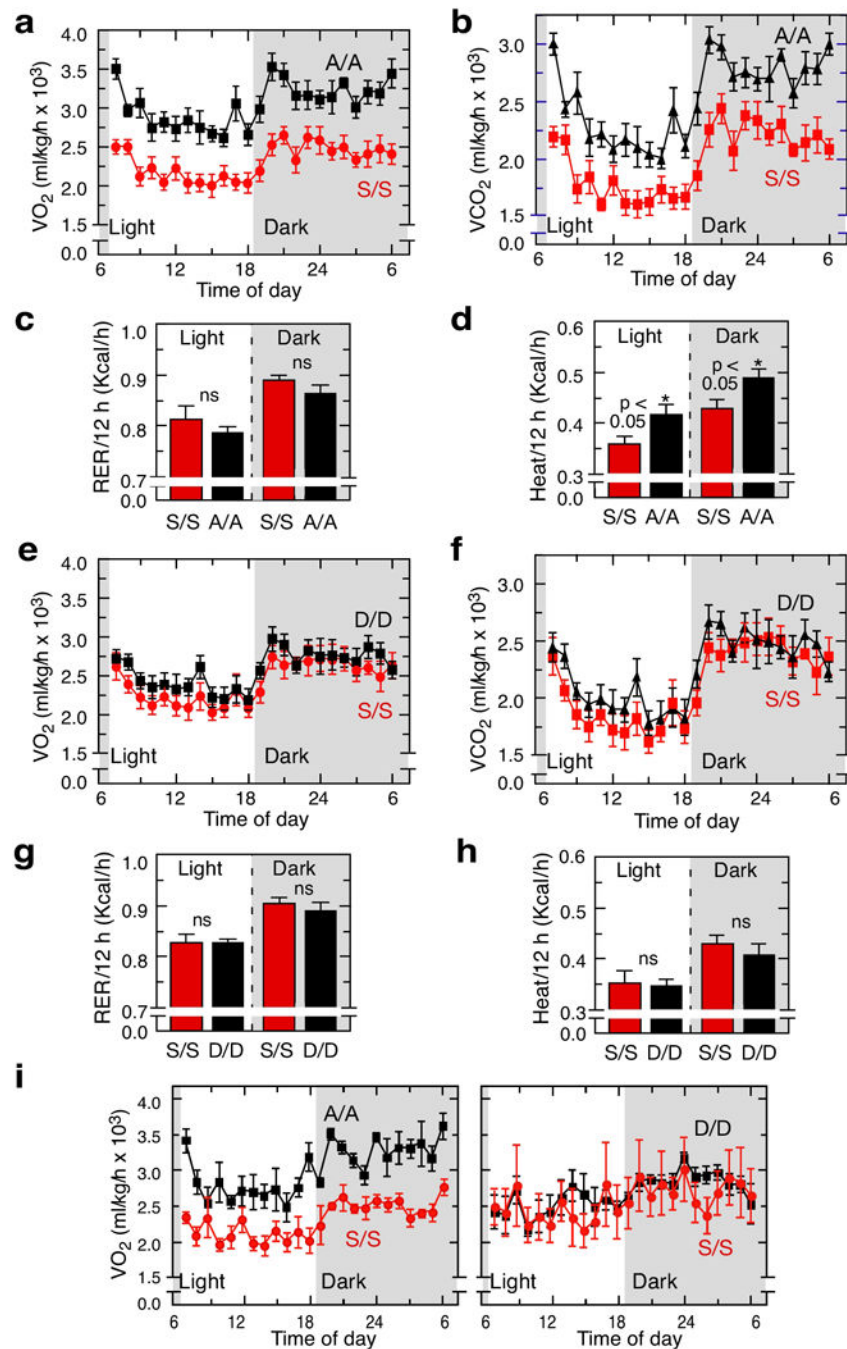 a
VO2 (ml/kg/h x 10³)
4.0
3.5
3.0
2.5
2.0
1.5
0.0
A/A
S/S
Light
Dark
6 12 18 24 6
Time of day
b
VCO2 (ml/kg/h x 10³)
3.0
2.5
2.0
1.5
0.0
A/A
S/S
Light
Dark
6 12 18 24 6
Time of day
c
RER/12 h (Kcal/h)
1.0
0.9
0.8
0.7
0.0
Light
Dark
ns
ns
S/S A/A S/S A/A
d
Heat/12 h (Kcal/h)
0.6
0.5
0.4
0.3
0.0
Light
Dark
p < 
0.05
*
p < 
0.05
*
S/S A/A S/S A/A
e
VO2 (ml/kg/h x 10³)
4.0
3.5
3.0
2.5
2.0
1.5
0.0
D/D
S/S
Light
Dark
6 12 18 24 6
Time of day
f
VCO2 (ml/kg/h x 10³)
3.0
2.5
2.0
1.5
0.0
D/D
S/S
Light
Dark
6 12 18 24 6
Time of day
g
RER/12 h (Kcal/h)
1.0
0.9
0.8
0.7
0.0
Light
Dark
ns
ns
S/S D/D S/S D/D
h
Heat/12 h (Kcal/h)
0.6
0.5
0.4
0.3
0.0
Light
Dark
ns
ns
S/S D/D S/S D/D
i
VO2 (ml/kg/h x 10³)
4.0
3.5
3.0
2.5
2.0
1.5
0.0
A/A
S/S
Light
Dark
6 12 18 24 6
Time of day
D/D
S/S
Light
Dark
6 12 18 24 6
Time of day